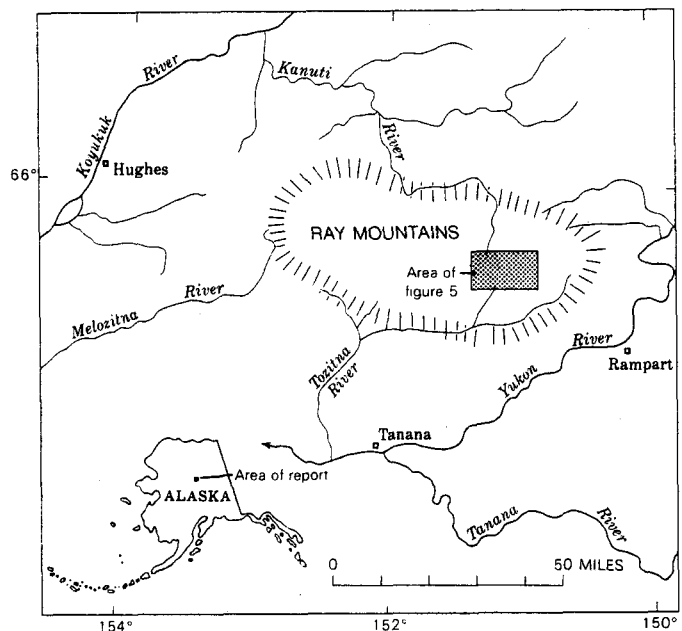 Koyukuk River
Kanuti River
Hughes
66°
RAY MOUNTAINS
Area of
figure 5
Melozitna River
Tozitna
River
Yukon River
Rampart
Tanana
Area of report
ALASKA
Tanana River
0 50 MILES
154° 152° 150°